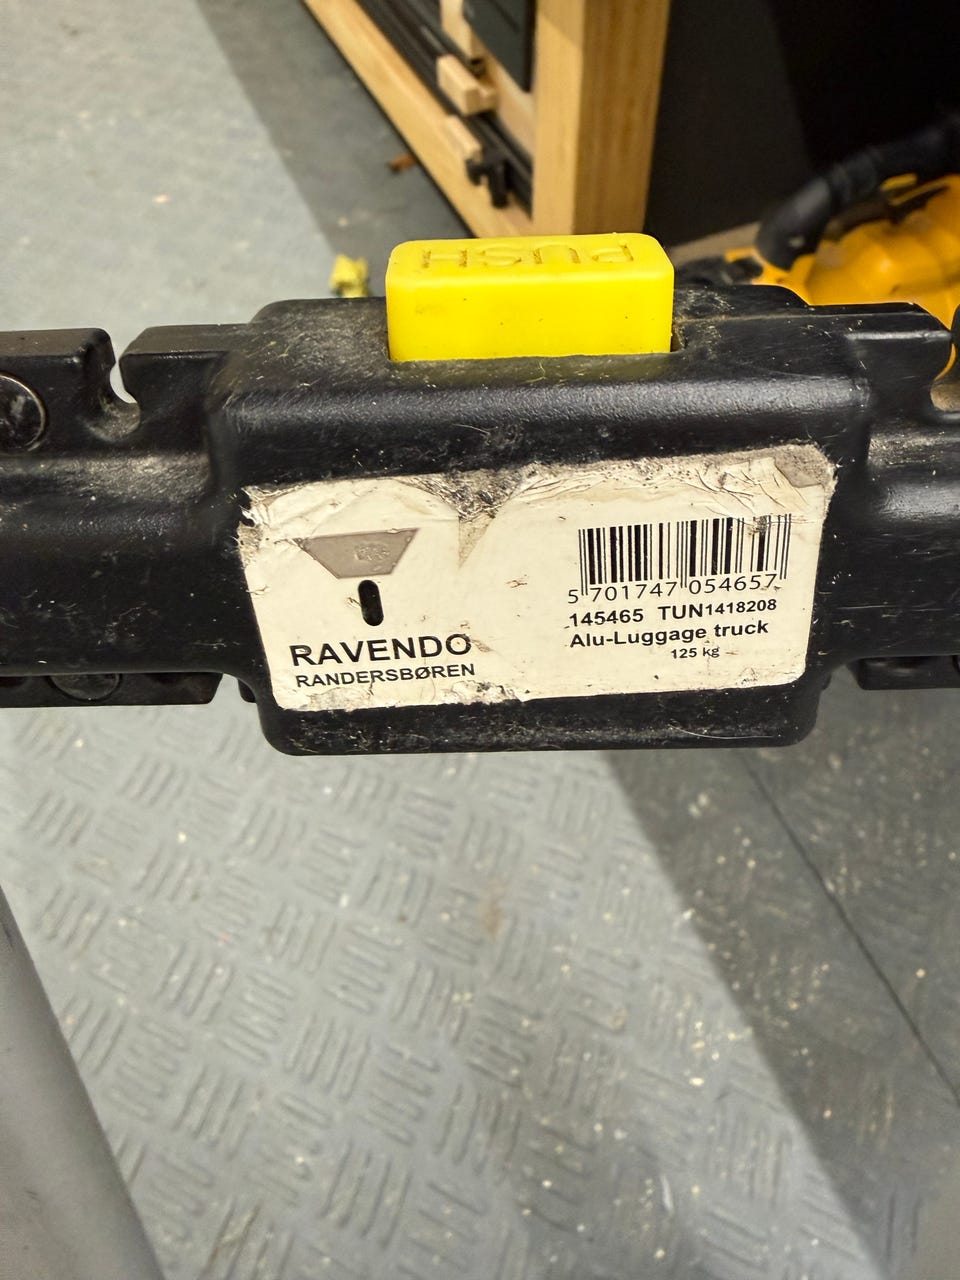 PUSH
RAVENDO
RANDERSBØREN
5 701747 054657
145465 TUN1418208
Alu-Luggage truck
125 kg